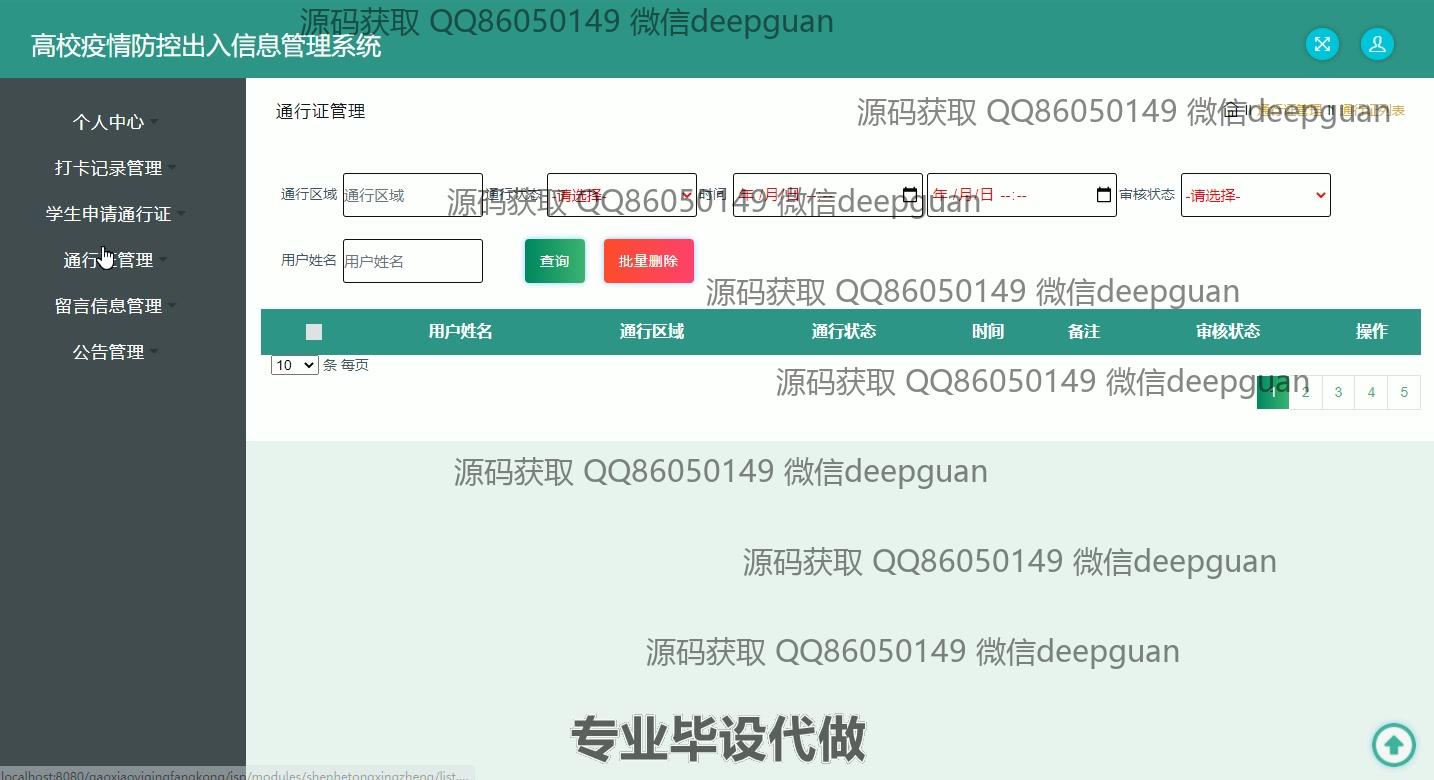 源码获取 QQ86050149 微信deepguan
高校疫情防控出入信息管理系统
个人中心
打卡记录管理
学生申请通行证
通行证管理
留言信息管理
公告管理
通行证管理
源码获取 QQ86050149 微信deepguan
通行证管理 通行证列表
通行区域 通行区域 通行状态 -请选择- 时间 年/月/日 --:-- 年/月/日 --:-- 审核状态 -请选择-
源码获取 QQ86050149 微信deepguan
用户姓名 用户姓名 查询 批量删除
源码获取 QQ86050149 微信deepguan
用户姓名 通行区域 通行状态 时间 备注 审核状态 操作
10 条 每页
源码获取 QQ86050149 微信deepguan
1 2 3 4 5
源码获取 QQ86050149 微信deepguan
源码获取 QQ86050149 微信deepguan
源码获取 QQ86050149 微信deepguan
专业毕设代做
localhost:8080/gaoxiaoyiqingfangkong/jsp/modules/shenhetongxingzheng/list....